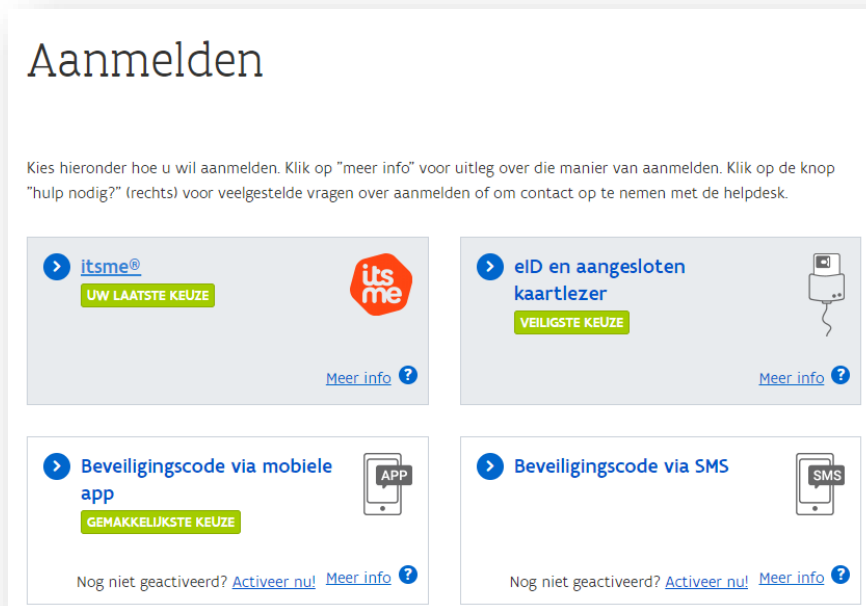 Aanmelden
Kies hieronder hoe u wil aanmelden. Klik op "meer info" voor uitleg over die manier van aanmelden. Klik op de knop
"hulp nodig?" (rechts) voor veelgestelde vragen over aanmelden of om contact op te nemen met de helpdesk.
itsme®
UW LAATSTE KEUZE
its
me
Meer info ?
eID en aangesloten
kaartlezer
VEILIGSTE KEUZE
Meer info ?
Beveiligingscode via mobiele
app
GEMAKKELIJKSTE KEUZE
APP
Nog niet geactiveerd? Activeer nu! Meer info ?
Beveiligingscode via SMS
SMS
Nog niet geactiveerd? Activeer nu! Meer info ?